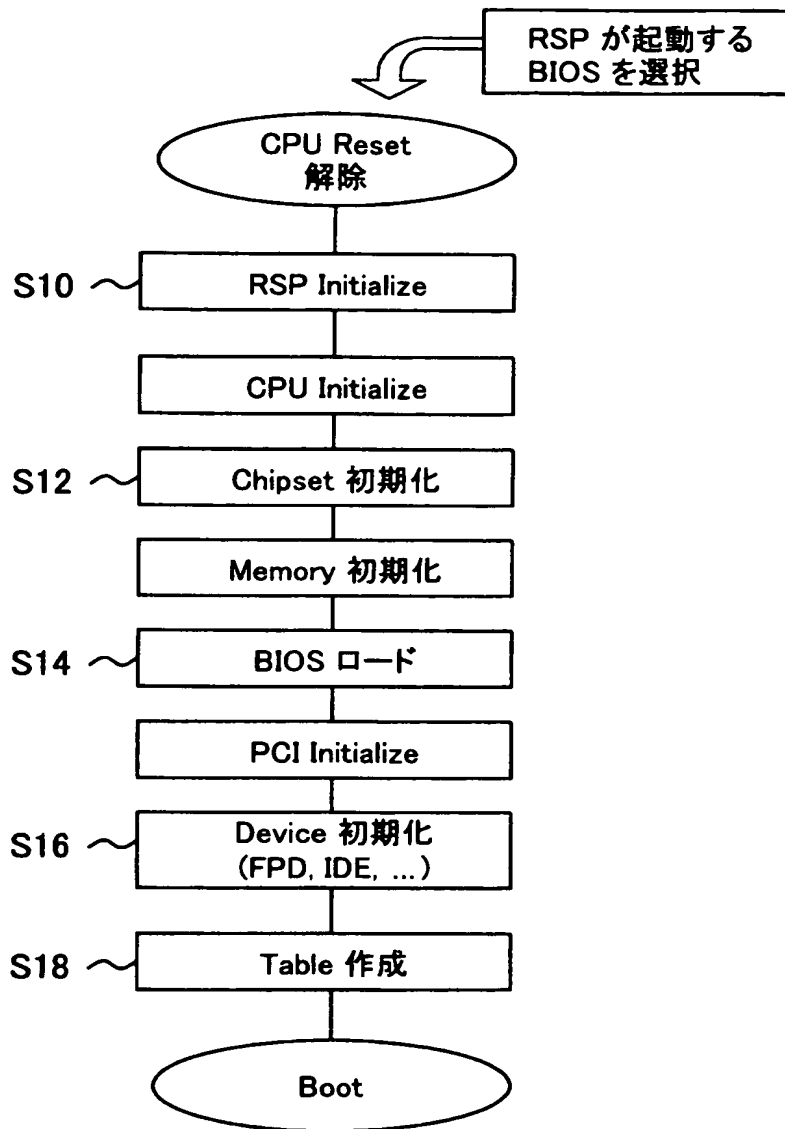 RSP が起動する
BIOS を選択
CPU Reset
解除
S10
RSP Initialize
CPU Initialize
S12
Chipset 初期化
Memory 初期化
S14
BIOS ロード
PCI Initialize
S16
Device 初期化
(FPD, IDE, ...)
S18
Table 作成
Boot